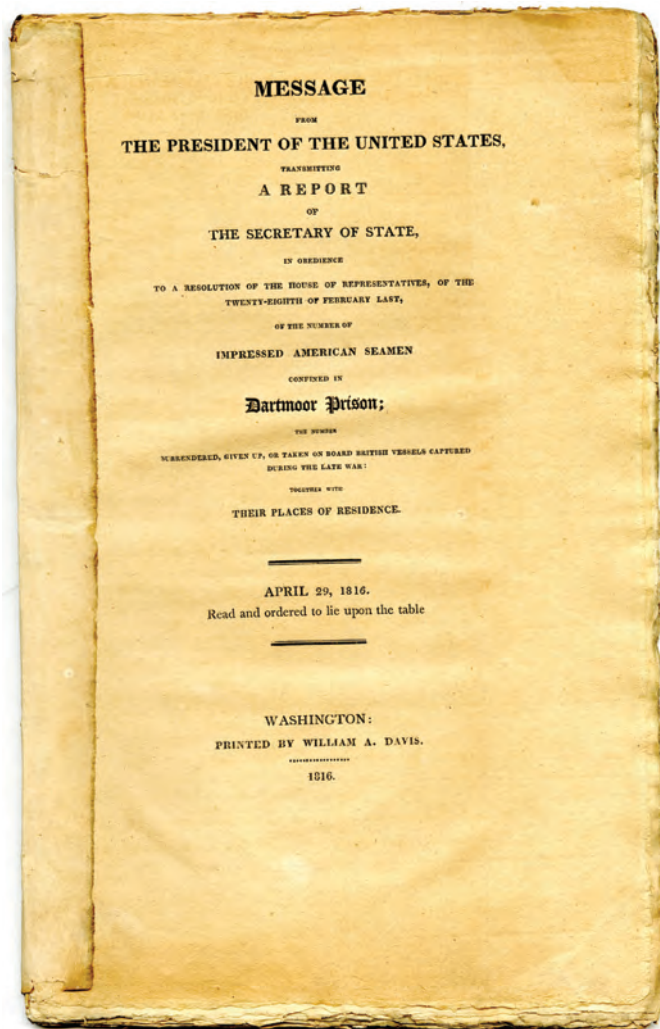 MESSAGE
FROM
THE PRESIDENT OF THE UNITED STATES,
TRANSMITTING
A REPORT
OF
THE SECRETARY OF STATE,
IN OBEDIENCE
TO A RESOLUTION OF THE HOUSE OF REPRESENTATIVES, OF THE
TWENTY-EIGHTH OF FEBRUARY LAST,
OF THE NUMBER OF
IMPRESSED AMERICAN SEAMEN
CONFINED IN
Dartmoor Prison;
THE NUMBER
SURRENDERED, GIVEN UP, OR TAKEN ON BOARD BRITISH VESSELS CAPTURED
DURING THE LATE WAR:
TOGETHER WITH
THEIR PLACES OF RESIDENCE.
APRIL 29, 1816.
Read and ordered to lie upon the table
WASHINGTON:
PRINTED BY WILLIAM A. DAVIS.
1816.